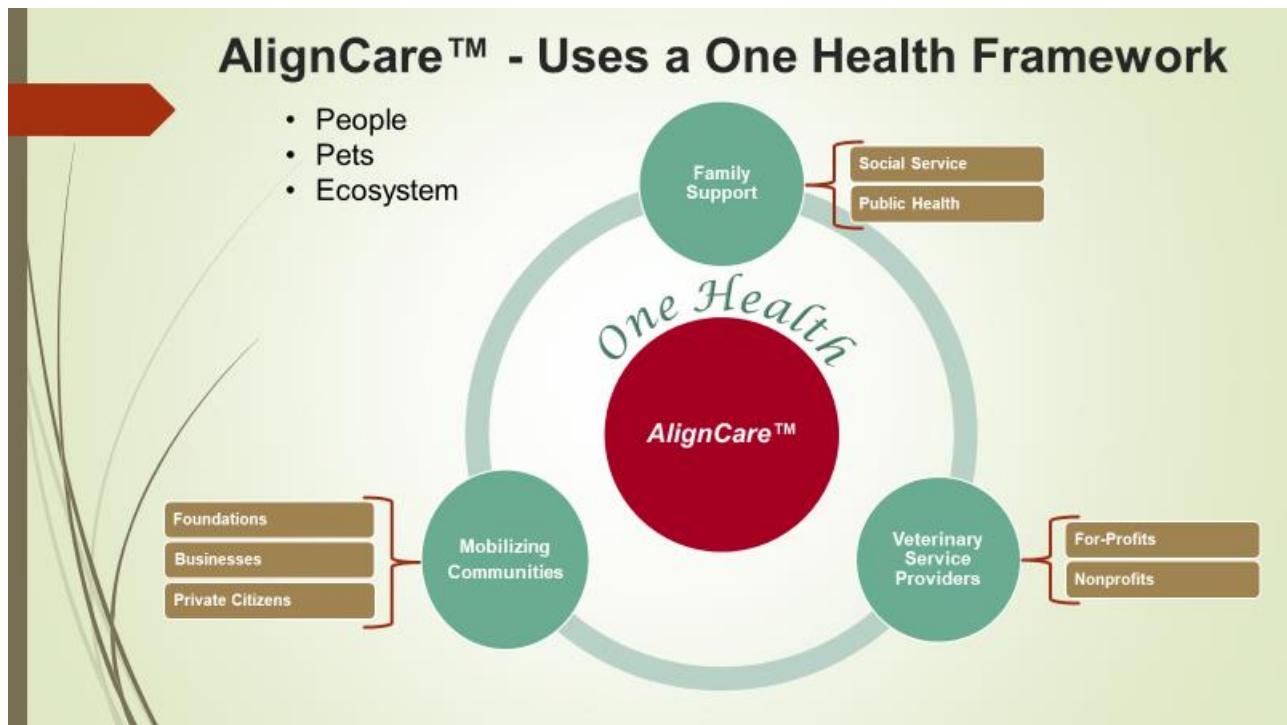 AlignCare™ - Uses a One Health Framework
• People
• Pets
• Ecosystem
Family
Support
Social Service
Public Health
One Health
AlignCare™
Foundations
Businesses
Private Citizens
Mobilizing
Communities
Veterinary
Service
Providers
For-Profits
Nonprofits